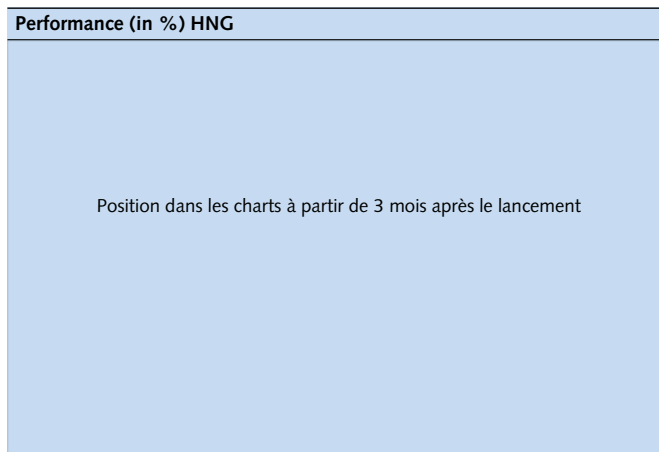 Performance (in %) HNG
Position dans les charts à partir de 3 mois après le lancement